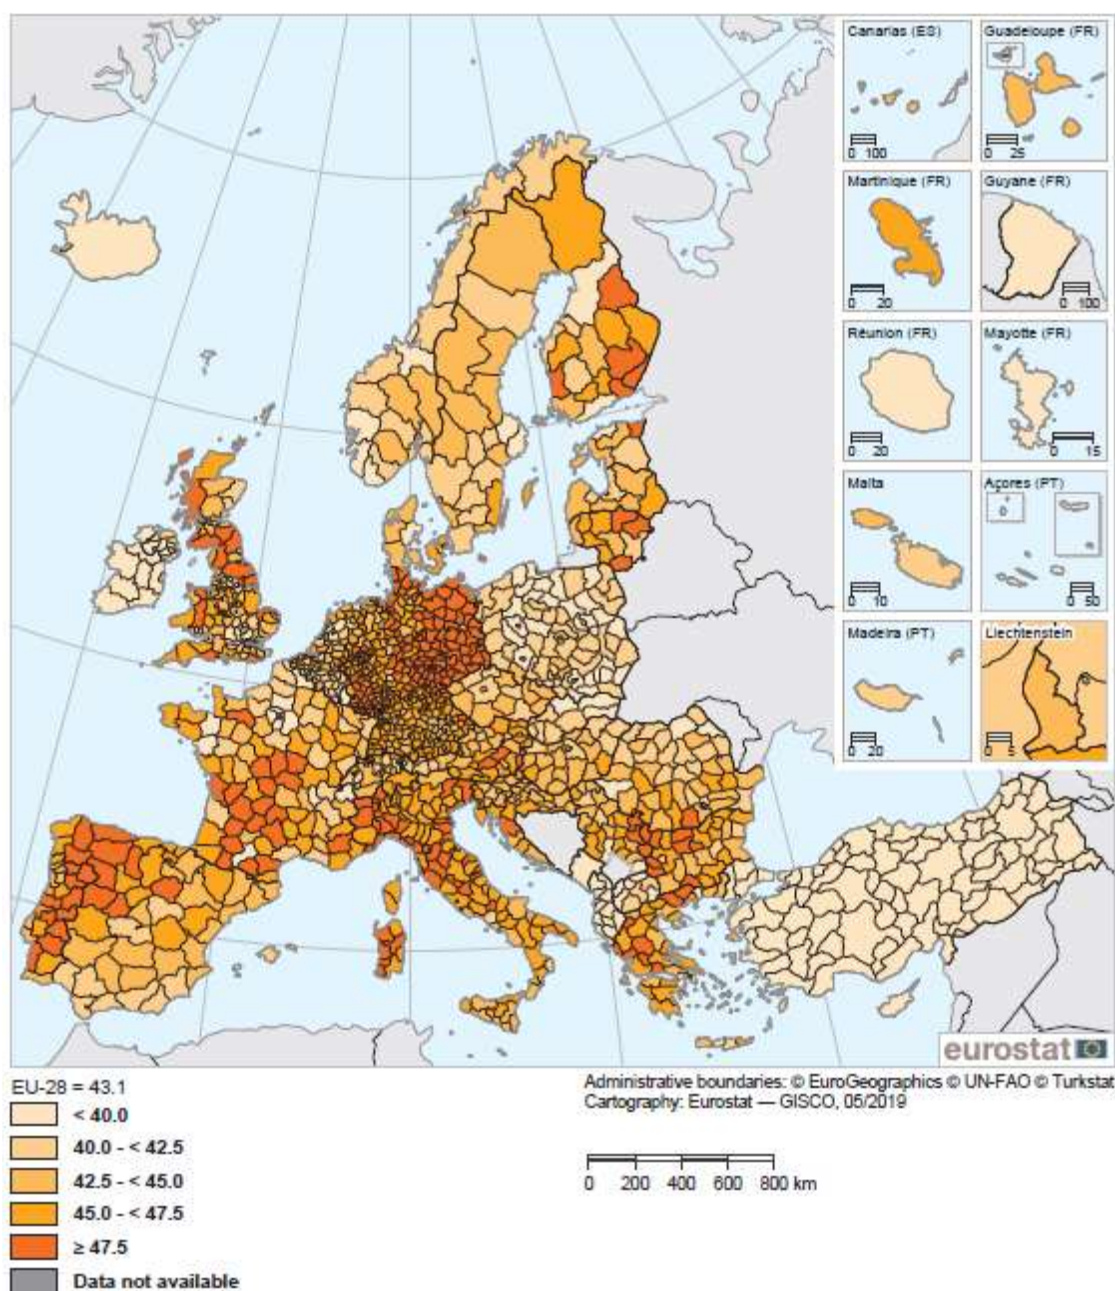 Canarias (ES)
0 100
Guadeloupe (FR)
0 25
Martinique (FR)
0 20
Guyane (FR)
0 100
Réunion (FR)
0 20
Mayotte (FR)
0 15
Malta
0 10
Açores (PT)
0 50
Madeira (PT)
0 20
Liechtenstein
0 5
eurostat
EU-28 = 43.1
< 40.0
40.0 - < 42.5
42.5 - < 45.0
45.0 - < 47.5
≥ 47.5
Data not available
Administrative boundaries: © EuroGeographics © UN-FAO © Turkstat
Cartography: Eurostat — GISCO, 05/2019
0 200 400 600 800 km